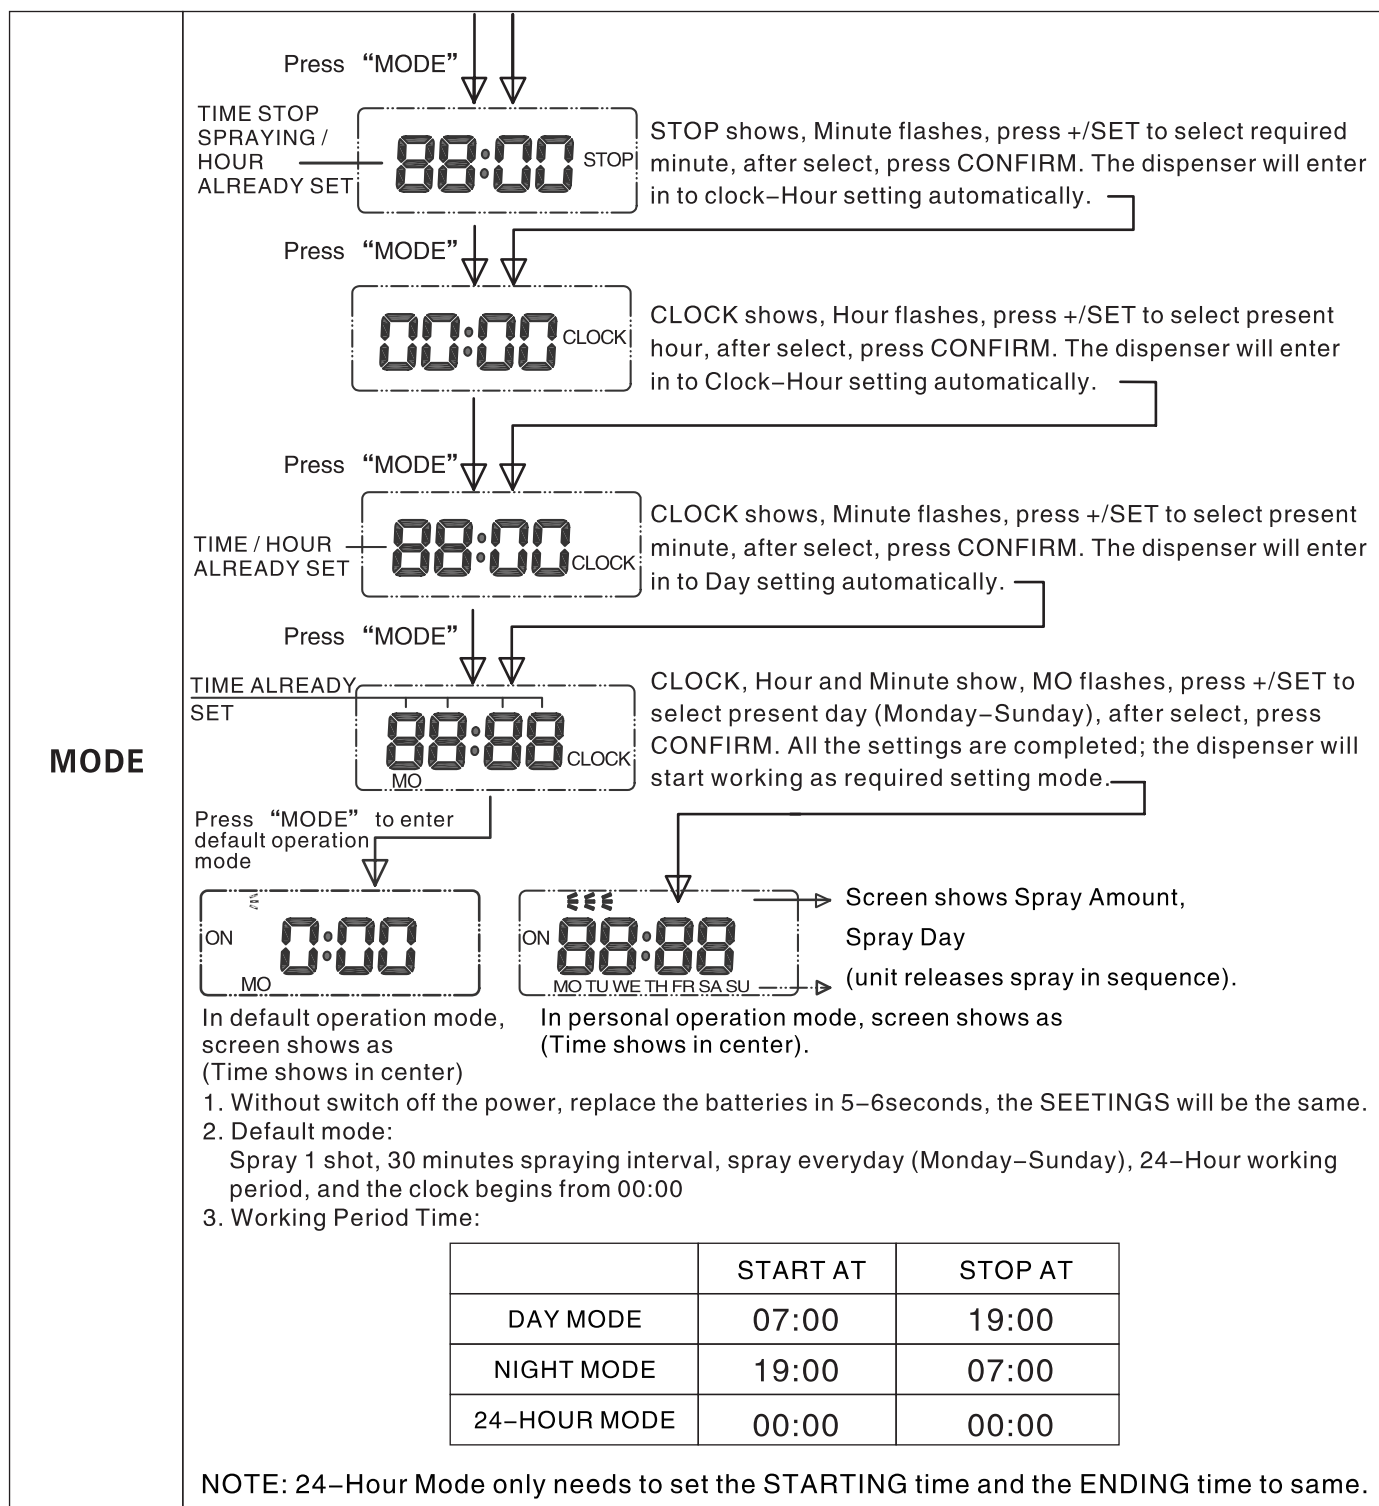 Press “MODE”
TIME STOP
SPRAYING /
HOUR
ALREADY SET
88:00 STOP
STOP shows, Minute flashes, press +/SET to select required
minute, after select, press CONFIRM. The dispenser will enter
in to clock–Hour setting automatically.
Press “MODE”
00:00 CLOCK
CLOCK shows, Hour flashes, press +/SET to select present
hour, after select, press CONFIRM. The dispenser will enter
in to Clock–Hour setting automatically.
Press “MODE”
TIME / HOUR
ALREADY SET
88:00 CLOCK
CLOCK shows, Minute flashes, press +/SET to select present
minute, after select, press CONFIRM. The dispenser will enter
in to Day setting automatically.
Press “MODE”
TIME ALREADY
SET
88:88 CLOCK
MO
CLOCK, Hour and Minute show, MO flashes, press +/SET to
select present day (Monday–Sunday), after select, press
CONFIRM. All the settings are completed; the dispenser will
start working as required setting mode.
MODE
Press “MODE” to enter
default operation
mode
ON 0:00
MO
In default operation mode,
screen shows as
(Time shows in center)
ON 88:88
MO TU WE TH FR SA SU
Screen shows Spray Amount,
Spray Day
(unit releases spray in sequence).
In personal operation mode, screen shows as
(Time shows in center).
1. Without switch off the power, replace the batteries in 5–6seconds, the SEETINGS will be the same.
2. Default mode:
Spray 1 shot, 30 minutes spraying interval, spray everyday (Monday–Sunday), 24–Hour working
period, and the clock begins from 00:00
3. Working Period Time:
START AT STOP AT
DAY MODE 07:00 19:00
NIGHT MODE 19:00 07:00
24–HOUR MODE 00:00 00:00
NOTE: 24–Hour Mode only needs to set the STARTING time and the ENDING time to same.